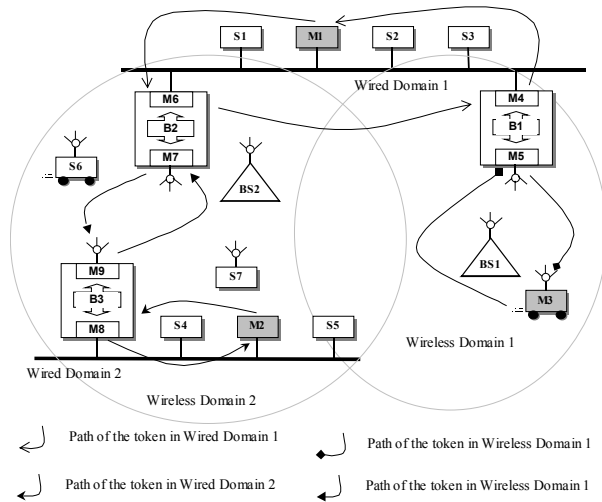 S1
M1
S2
S3
Wired Domain 1
M6
B2
M7
M4
B1
M5
S6
BS2
BS1
M9
B3
M8
S7
M3
S4
M2
S5
Wireless Domain 1
Wired Domain 2
Wireless Domain 2
Path of the token in Wired Domain 1
Path of the token in Wireless Domain 1
Path of the token in Wired Domain 2
Path of the token in Wireless Domain 1